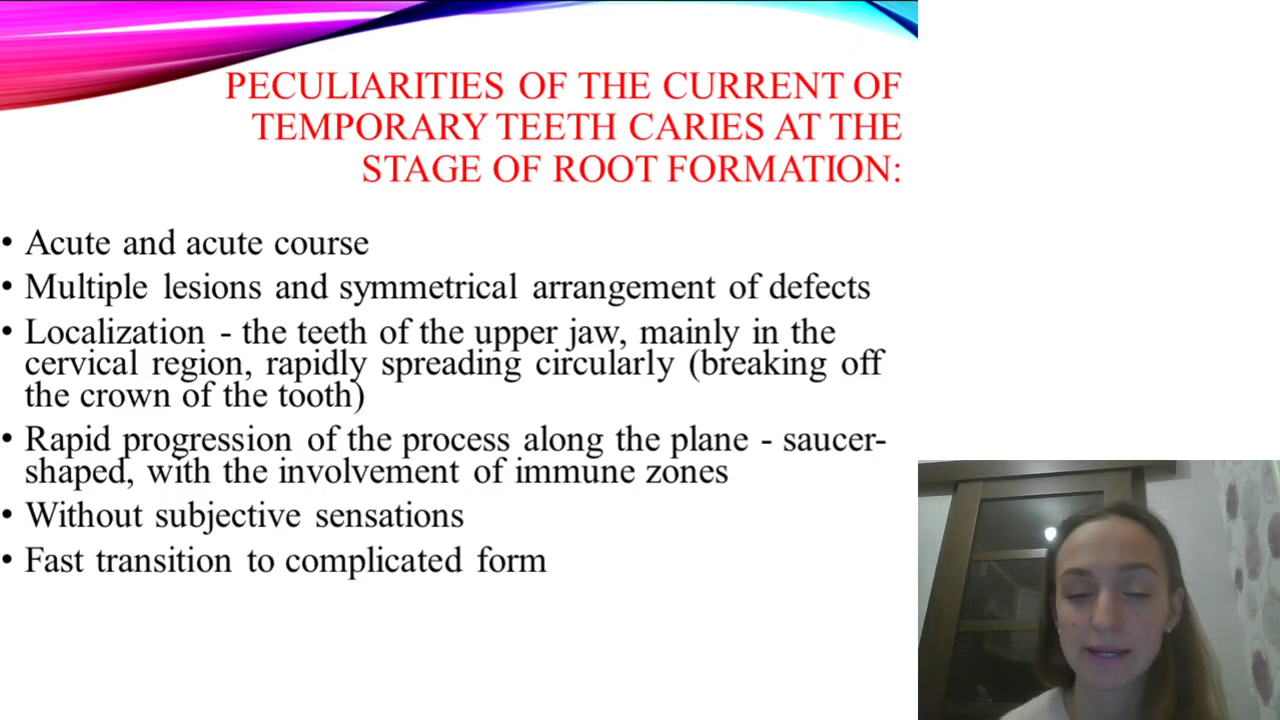 PECULIARITIES OF THE CURRENT OF
TEMPORARY TEETH CARIES AT THE
STAGE OF ROOT FORMATION:
• Acute and acute course
• Multiple lesions and symmetrical arrangement of defects
• Localization - the teeth of the upper jaw, mainly in the
cervical region, rapidly spreading circularly (breaking off
the crown of the tooth)
• Rapid progression of the process along the plane - saucer-
shaped, with the involvement of immune zones
• Without subjective sensations
• Fast transition to complicated form